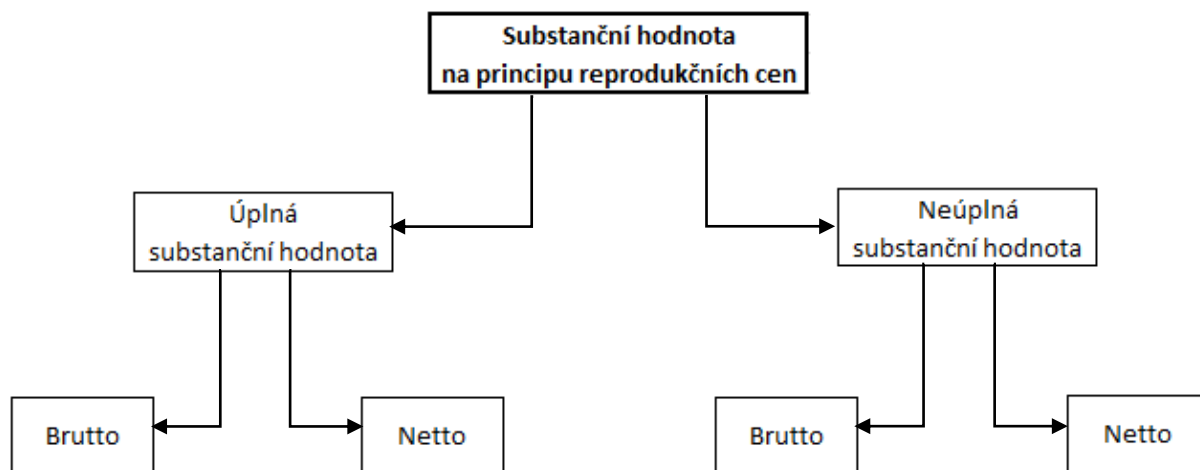 Substanční hodnota
na principu reprodukčních cen
Úplná
substanční hodnota
Neúplná
substanční hodnota
Brutto
Netto
Brutto
Netto